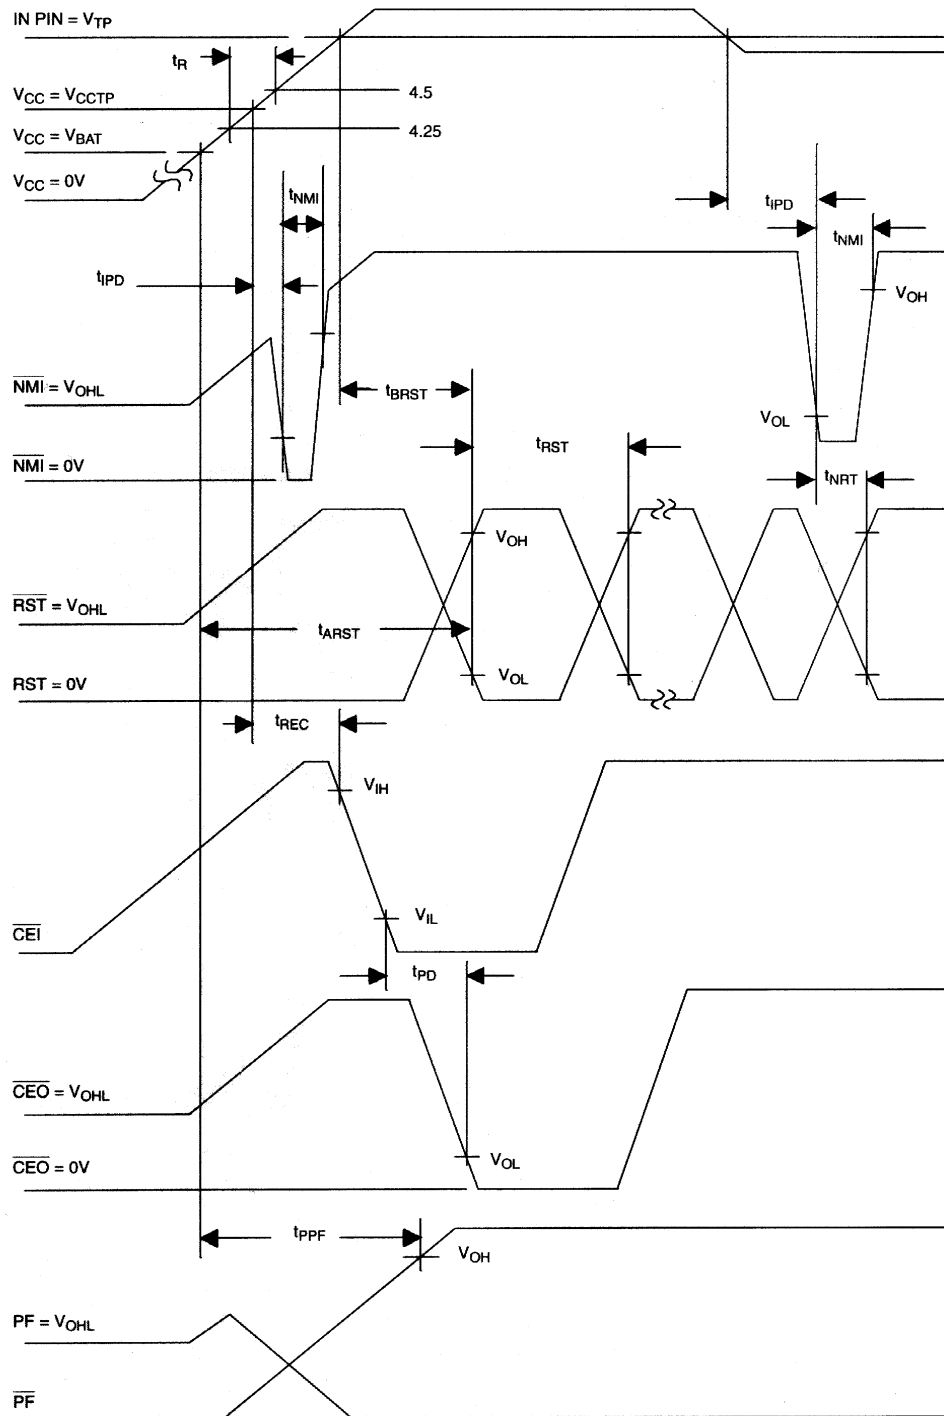 IN PIN = VTP
tR
VCC = VCCTP
4.5
VCC = VBAT
4.25
VCC = 0V
tNMI
tIPD
tNMI
tIPD
VOH
NMI = VOHL
tBRST
VOL
tRST
NMI = 0V
tNRT
VOH
RST = VOHL
tARST
VOL
RST = 0V
tREC
VIH
VIL
CEI
tPD
CEO = VOHL
VOL
CEO = 0V
tPPF
VOH
PF = VOHL
PF